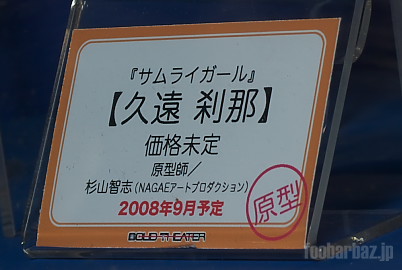 『サムライガール』
【久遠 刹那】
価格未定
原型師／
杉山智志(NAGAEアートプロダクション)
2008年9月予定
原型
foobarbaz.jp